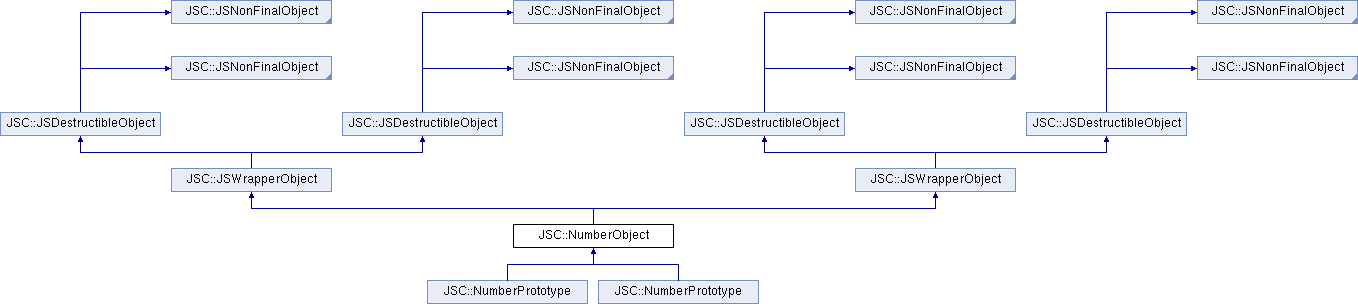 JSC::JSNonFinalObject
JSC::JSNonFinalObject
JSC::JSNonFinalObject
JSC::JSNonFinalObject
JSC::JSNonFinalObject
JSC::JSNonFinalObject
JSC::JSNonFinalObject
JSC::JSNonFinalObject
JSC::JSDestructibleObject
JSC::JSDestructibleObject
JSC::JSDestructibleObject
JSC::JSDestructibleObject
JSC::JSWrapperObject
JSC::JSWrapperObject
JSC::NumberObject
JSC::NumberPrototype
JSC::NumberPrototype